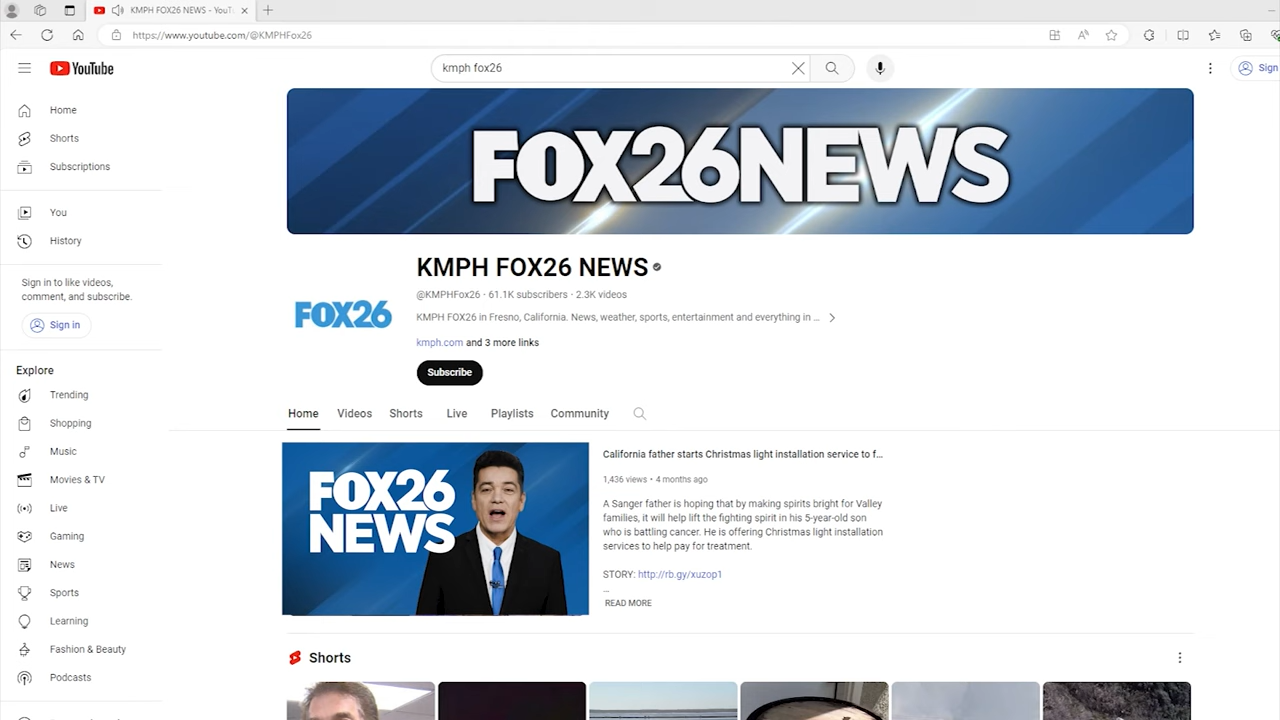 KMPH FOX26 NEWS - YouT
https://www.youtube.com/@KMPHFox26
YouTube
kmph fox26
Sign
Home
Shorts
Subscriptions
You
History
Sign in to like videos,
comment, and subscribe.
Sign in
Explore
Trending
Shopping
Music
Movies & TV
Live
Gaming
News
Sports
Learning
Fashion & Beauty
Podcasts
FOX26NEWS
FOX26
KMPH FOX26 NEWS
@KMPHFox26 · 61.1K subscribers · 2.3K videos
KMPH FOX26 in Fresno, California. News, weather, sports, entertainment and everything in ...
kmph.com and 3 more links
Subscribe
Home Videos Shorts Live Playlists Community
FOX26
NEWS
California father starts Christmas light installation service to f...
1,436 views • 4 months ago
A Sanger father is hoping that by making spirits bright for Valley
families, it will help lift the fighting spirit in his 5-year-old son
who is battling cancer. He is offering Christmas light installation
services to help pay for treatment.
STORY: http://rb.gy/xuzop1
...
READ MORE
Shorts